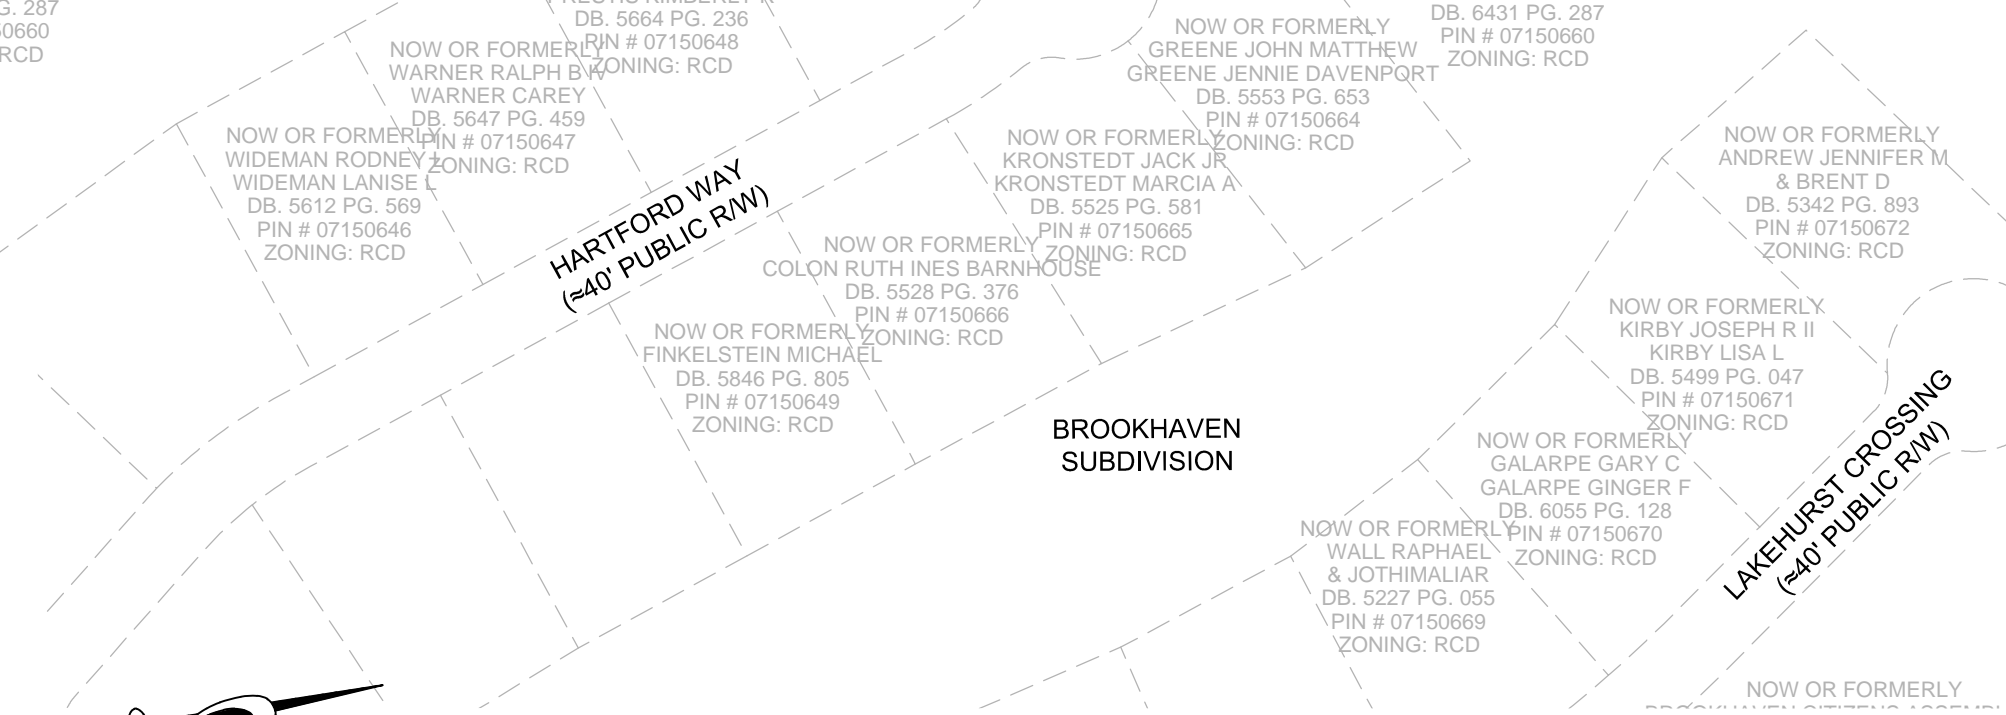 G. 287
RCD
DB. 5664 PG. 236
PIN # 07150648
ZONING: RCD
NOW OR FORMERLY
WARNER RALPH B IV
WARNER CAREY
DB. 5647 PG. 459
PIN # 07150647
ZONING: RCD
NOW OR FORMERLY
WIDEMAN RODNEY L
WIDEMAN LANISE L
DB. 5612 PG. 569
PIN # 07150646
ZONING: RCD
NOW OR FORMERLY
GREENE JOHN MATTHEW
GREENE JENNIE DAVENPORT
DB. 5553 PG. 653
PIN # 07150664
ZONING: RCD
DB. 6431 PG. 287
PIN # 07150660
ZONING: RCD
HARTFORD WAY
(≈40' PUBLIC R/W)
NOW OR FORMERLY
KRONSTEDT JACK JR
KRONSTEDT MARCIA A
DB. 5525 PG. 581
PIN # 07150665
ZONING: RCD
NOW OR FORMERLY
COLON RUTH INES BARNHOUSE
DB. 5528 PG. 376
PIN # 07150666
ZONING: RCD
NOW OR FORMERLY
FINKELSTEIN MICHAEL
DB. 5846 PG. 805
PIN # 07150649
ZONING: RCD
NOW OR FORMERLY
ANDREW JENNIFER M
& BRENT D
DB. 5342 PG. 893
PIN # 07150672
ZONING: RCD
NOW OR FORMERLY
KIRBY JOSEPH R II
KIRBY LISA L
DB. 5499 PG. 047
PIN # 07150671
ZONING: RCD
BROOKHAVEN
SUBDIVISION
NOW OR FORMERLY
GALARPE GARY C
GALARPE GINGER F
DB. 6055 PG. 128
PIN # 07150670
ZONING: RCD
NOW OR FORMERLY
WALL RAPHAEL
& JOTHIMALIAR
DB. 5227 PG. 055
PIN # 07150669
ZONING: RCD
LAKEHURST CROSSING
(≈40' PUBLIC R/W)
NOW OR FORMERLY
BROOKHAVEN CITIZENS